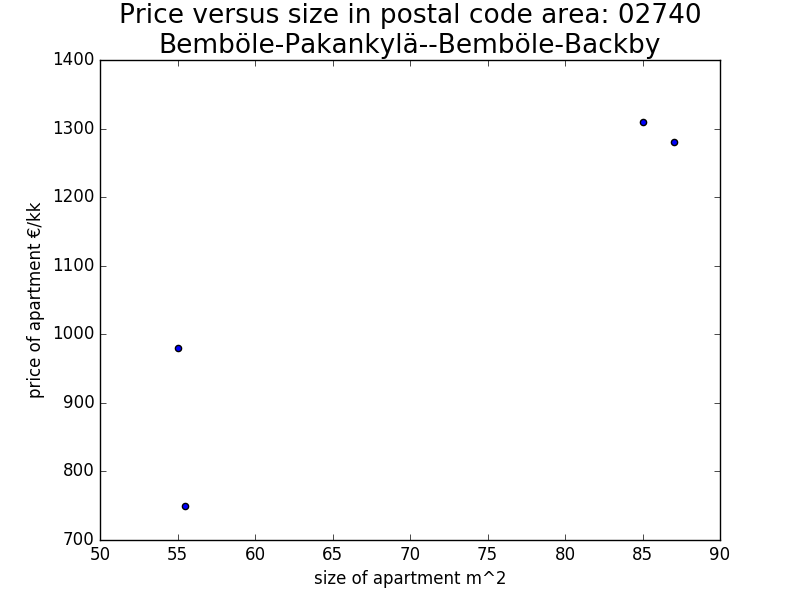 Price versus size in postal code area: 02740
Bemböle-Pakankylä--Bemböle-Backby
1400
1300
1200
1100
1000
900
800
700
price of apartment €/kk
50 55 60 65 70 75 80 85 90
size of apartment m^2